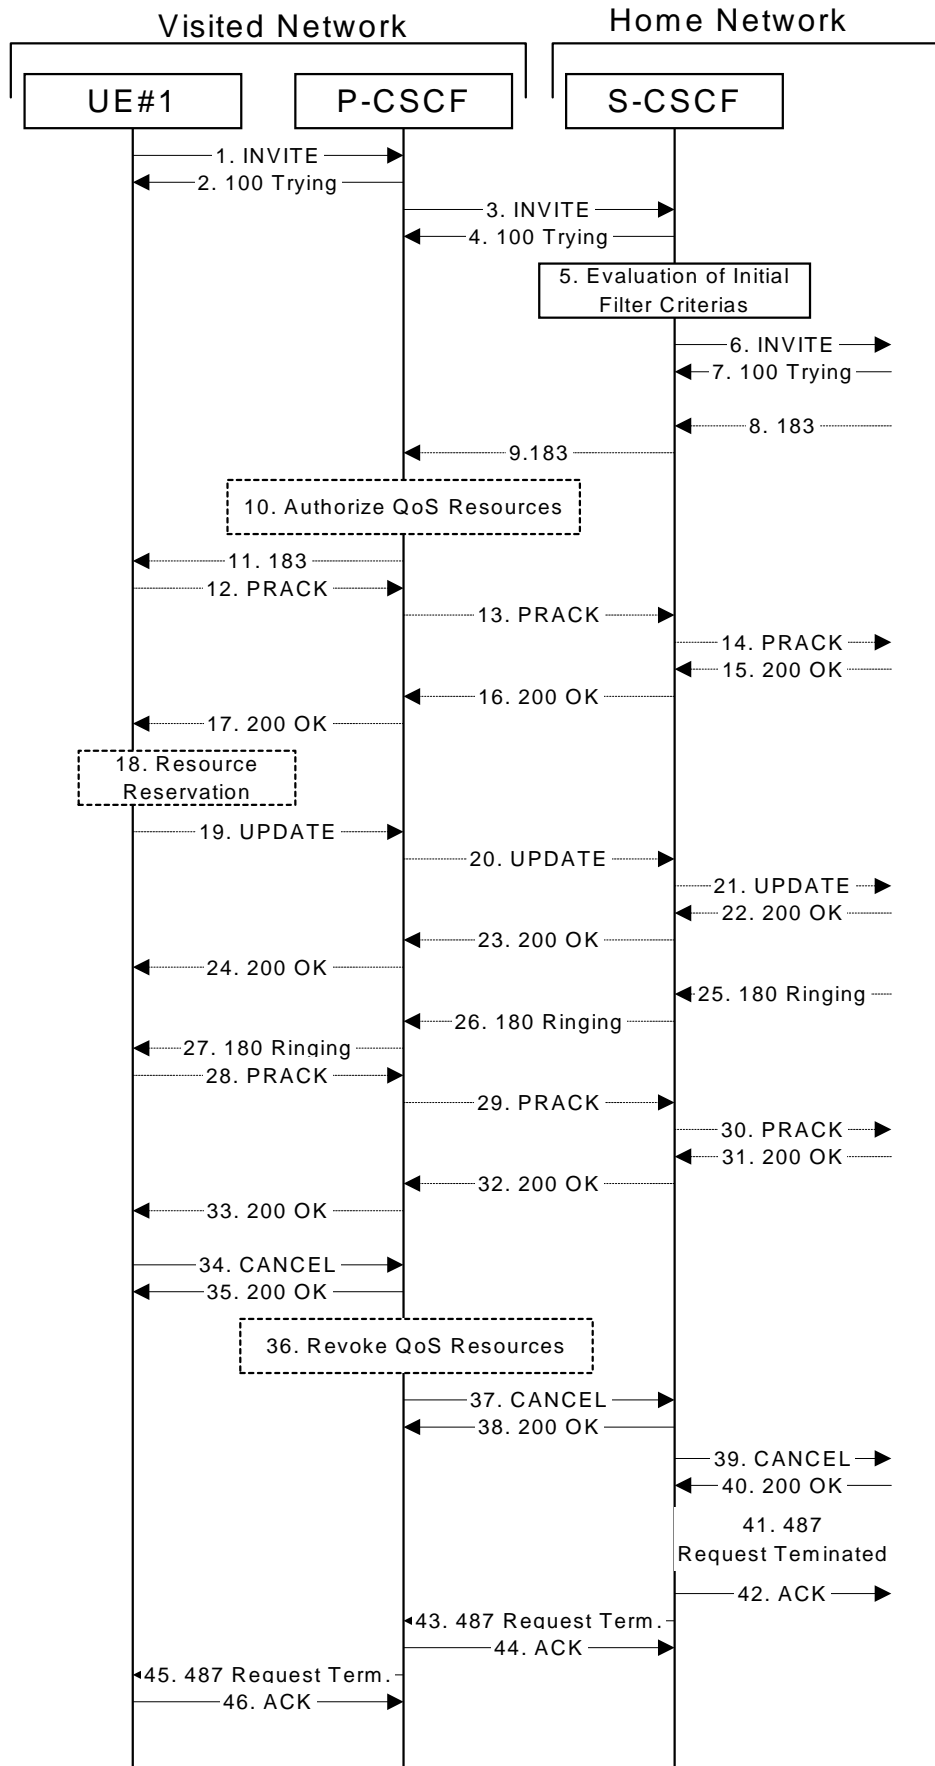 Visited Network
Home Network
UE#1
P-CSCF
S-CSCF
1. INVITE
2. 100 Trying
3. INVITE
4. 100 Trying
5. Evaluation of Initial
Filter Criterias
6. INVITE
7. 100 Trying
8. 183
9.183
10. Authorize QoS Resources
11. 183
12. PRACK
13. PRACK
14. PRACK
15. 200 OK
16. 200 OK
17. 200 OK
18. Resource
Reservation
19. UPDATE
20. UPDATE
21. UPDATE
22. 200 OK
23. 200 OK
24. 200 OK
25. 180 Ringing
26. 180 Ringing
27. 180 Ringing
28. PRACK
29. PRACK
30. PRACK
31. 200 OK
32. 200 OK
33. 200 OK
34. CANCEL
35. 200 OK
36. Revoke QoS Resources
37. CANCEL
38. 200 OK
39. CANCEL
40. 200 OK
41. 487
Request Teminated
42. ACK
43. 487 Request Term.
44. ACK
45. 487 Request Term.
46. ACK